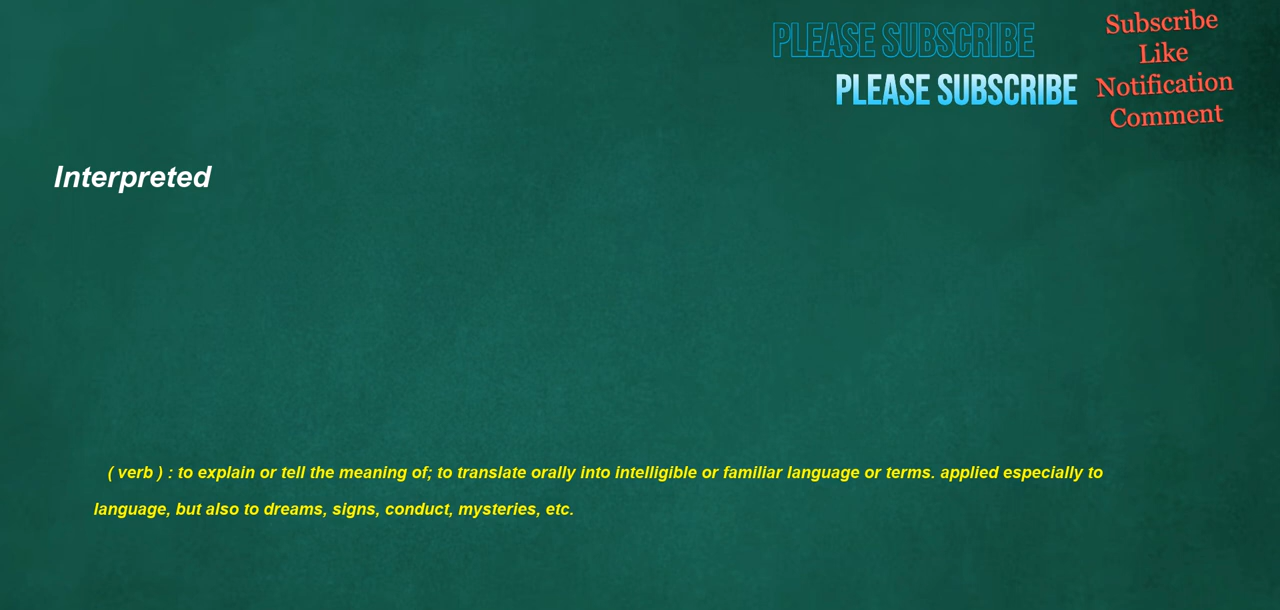 PLEASE SUBSCRIBE
PLEASE SUBSCRIBE
Subscribe
Like
Notification
Comment
Interpreted
( verb ) : to explain or tell the meaning of; to translate orally into intelligible or familiar language or terms. applied especially to
language, but also to dreams, signs, conduct, mysteries, etc.